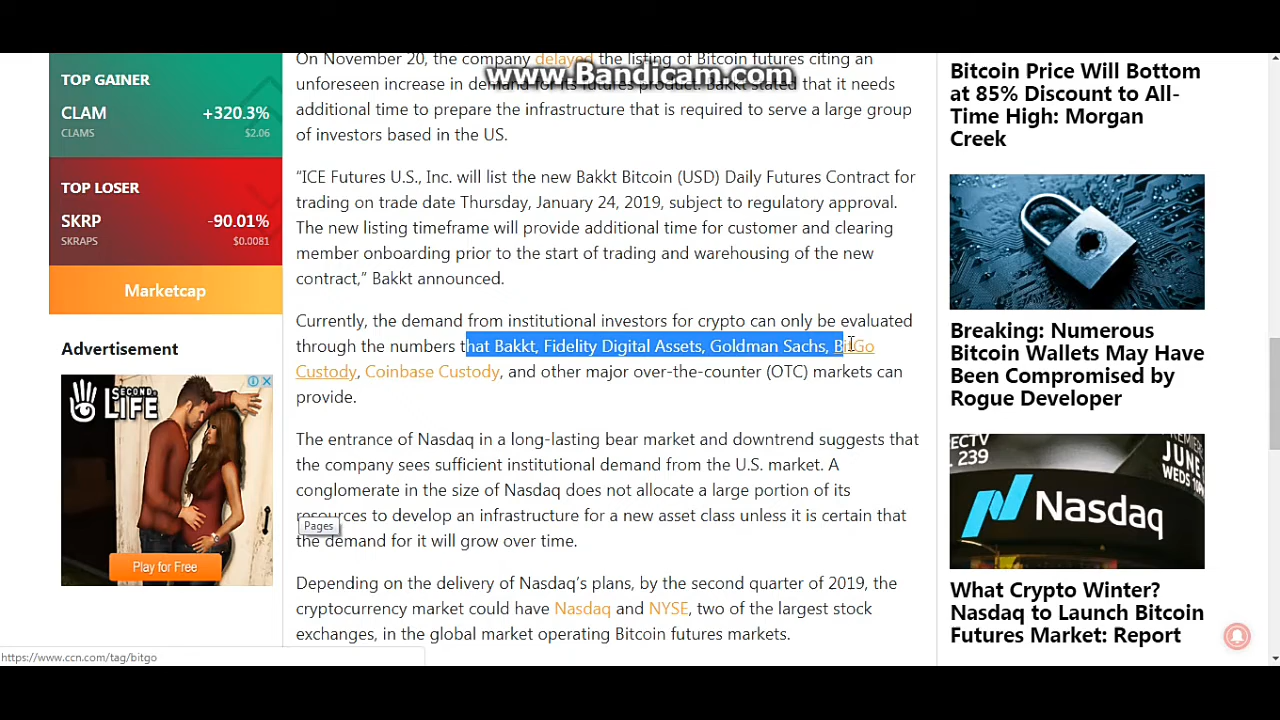 www.Bandicam.com
TOP GAINER
CLAM +320.3%
CLAMS $2.06
TOP LOSER
SKRP -90.01%
SKRAPS $0.0081
Marketcap
Advertisement
SECOND LIFE
Play for Free
On November 20, the company delayed the listing of Bitcoin futures citing an
unforeseen increase in demand for its futures product. Bakkt stated that it needs
additional time to prepare the infrastructure that is required to serve a large group
of investors based in the US.
“ICE Futures U.S., Inc. will list the new Bakkt Bitcoin (USD) Daily Futures Contract for
trading on trade date Thursday, January 24, 2019, subject to regulatory approval.
The new listing timeframe will provide additional time for customer and clearing
member onboarding prior to the start of trading and warehousing of the new
contract,” Bakkt announced.
Currently, the demand from institutional investors for crypto can only be evaluated
through the numbers that Bakkt, Fidelity Digital Assets, Goldman Sachs, BitGo
Custody, Coinbase Custody, and other major over-the-counter (OTC) markets can
provide.
The entrance of Nasdaq in a long-lasting bear market and downtrend suggests that
the company sees sufficient institutional demand from the U.S. market. A
conglomerate in the size of Nasdaq does not allocate a large portion of its
resources to develop an infrastructure for a new asset class unless it is certain that
Pages
the demand for it will grow over time.
Depending on the delivery of Nasdaq’s plans, by the second quarter of 2019, the
cryptocurrency market could have Nasdaq and NYSE, two of the largest stock
exchanges, in the global market operating Bitcoin futures markets.
Bitcoin Price Will Bottom
at 85% Discount to All-
Time High: Morgan
Creek
Breaking: Numerous
Bitcoin Wallets May Have
Been Compromised by
Rogue Developer
ECTV
239
JUNE
WEDS
Nasdaq
What Crypto Winter?
Nasdaq to Launch Bitcoin
Futures Market: Report
https://www.ccn.com/tag/bitgo